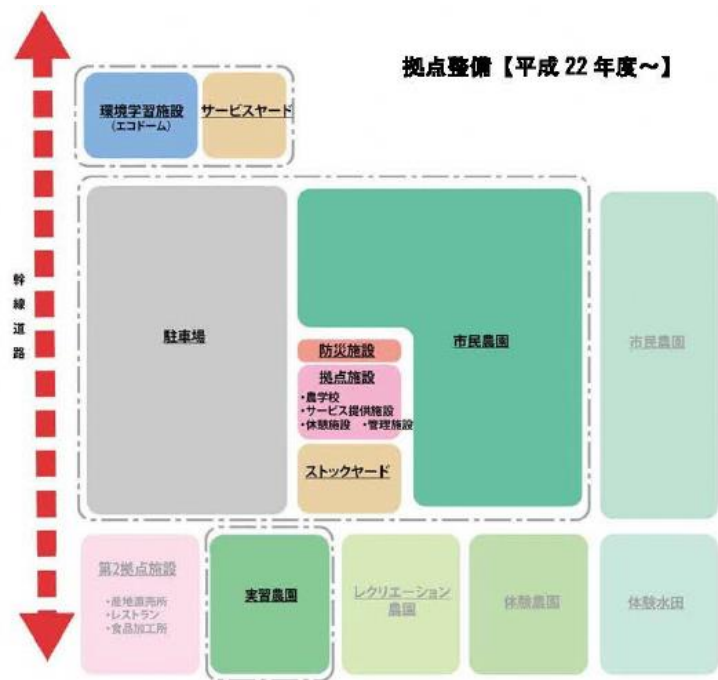 拠点整備【平成22年度～】
環境学習施設
(エコドーム)
サービスヤード
幹線道路
駐車場
市民農園
市民農園
防災施設
拠点施設
・農学校
・サービス提供施設
・休憩施設 ・管理施設
ストックヤード
第2拠点施設
・産地直売所
・レストラン
・食品加工所
実習農園
レクリエーション
農園
体験農園
体験水田